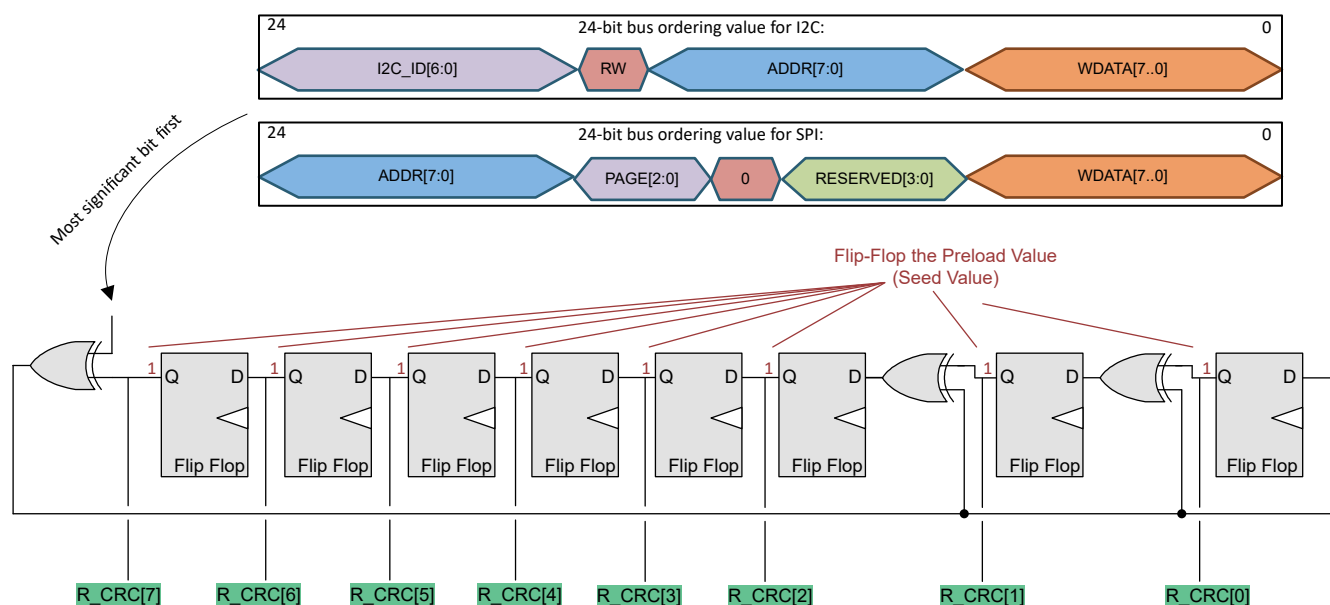 24 24-bit bus ordering value for I2C: 0
I2C_ID[6:0] RW ADDR[7:0] WDATA[7..0]
24 24-bit bus ordering value for SPI: 0
ADDR[7:0] PAGE[2:0] 0 RESERVED[3:0] WDATA[7..0]
Most significant bit first
Flip-Flop the Preload Value
(Seed Value)
1 Q D 1 Q D 1 Q D 1 Q D 1 Q D 1 Q D 1 Q D 1 Q D
Flip Flop Flip Flop Flip Flop Flip Flop Flip Flop Flip Flop Flip Flop Flip Flop
R_CRC[7] R_CRC[6] R_CRC[5] R_CRC[4] R_CRC[3] R_CRC[2] R_CRC[1] R_CRC[0]